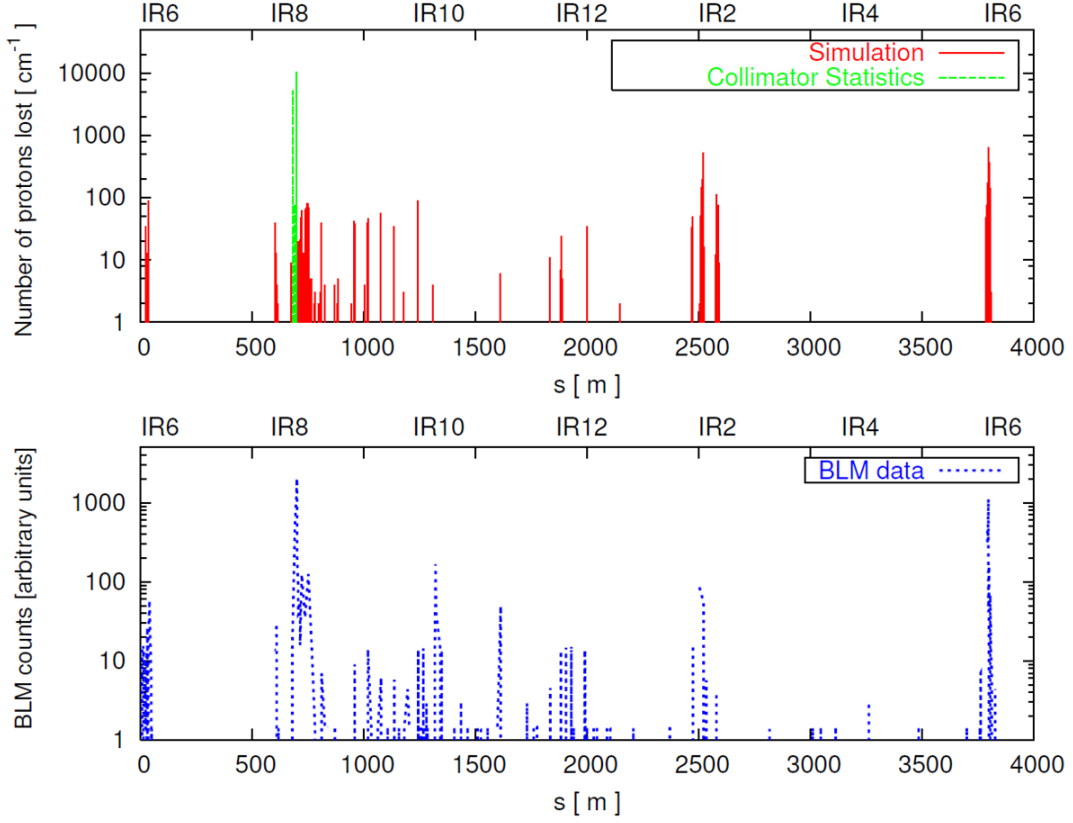 IR6 IR8 IR10 IR12 IR2 IR4 IR6
Number of protons lost [ cm⁻¹ ]
10000
1000
100
10
1
Simulation
Collimator Statistics
0 500 1000 1500 2000 2500 3000 3500 4000
s [ m ]
IR6 IR8 IR10 IR12 IR2 IR4 IR6
BLM counts [arbitrary units]
1000
100
10
1
BLM data
0 500 1000 1500 2000 2500 3000 3500 4000
s [ m ]